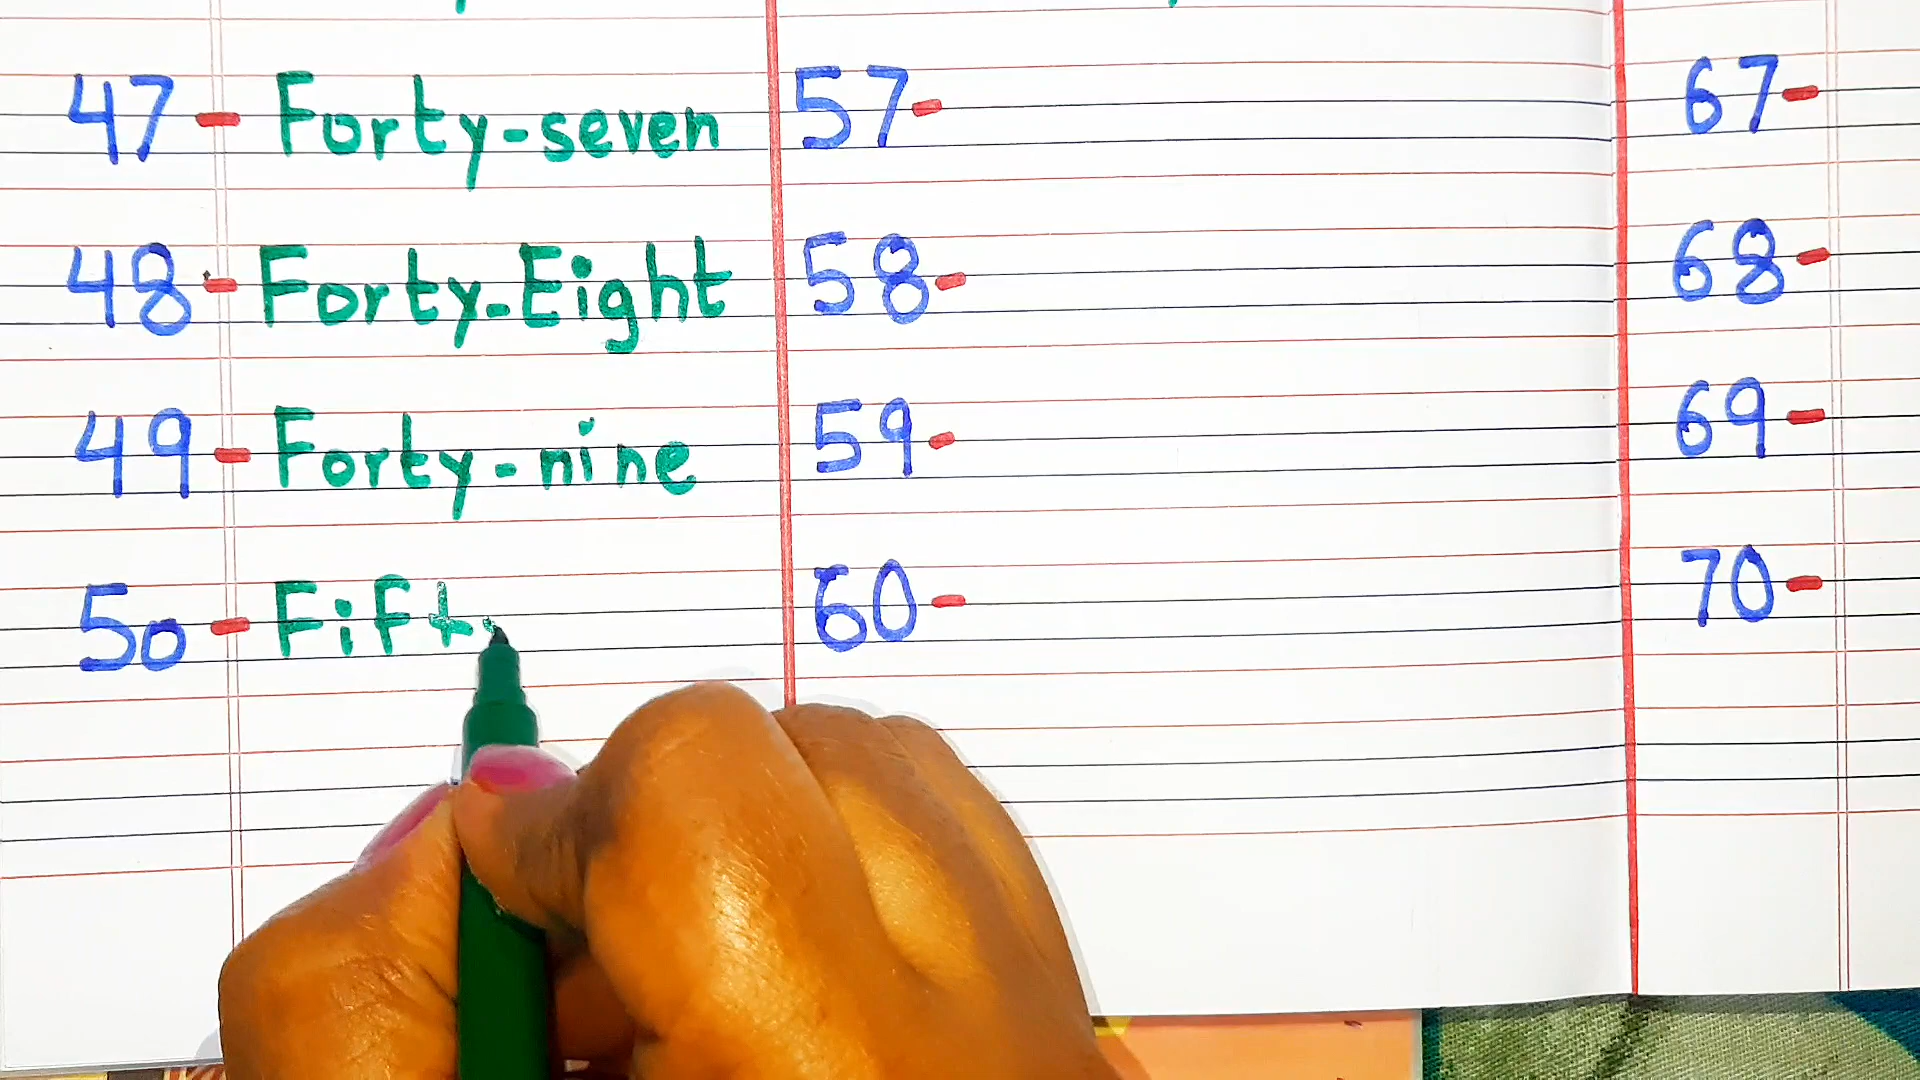 47 - Forty-seven 57 - 67 -
48 - Forty-Eight 58 - 68 -
49 - Forty-nine 59 - 69 -
50 - Fift 60 - 70 -